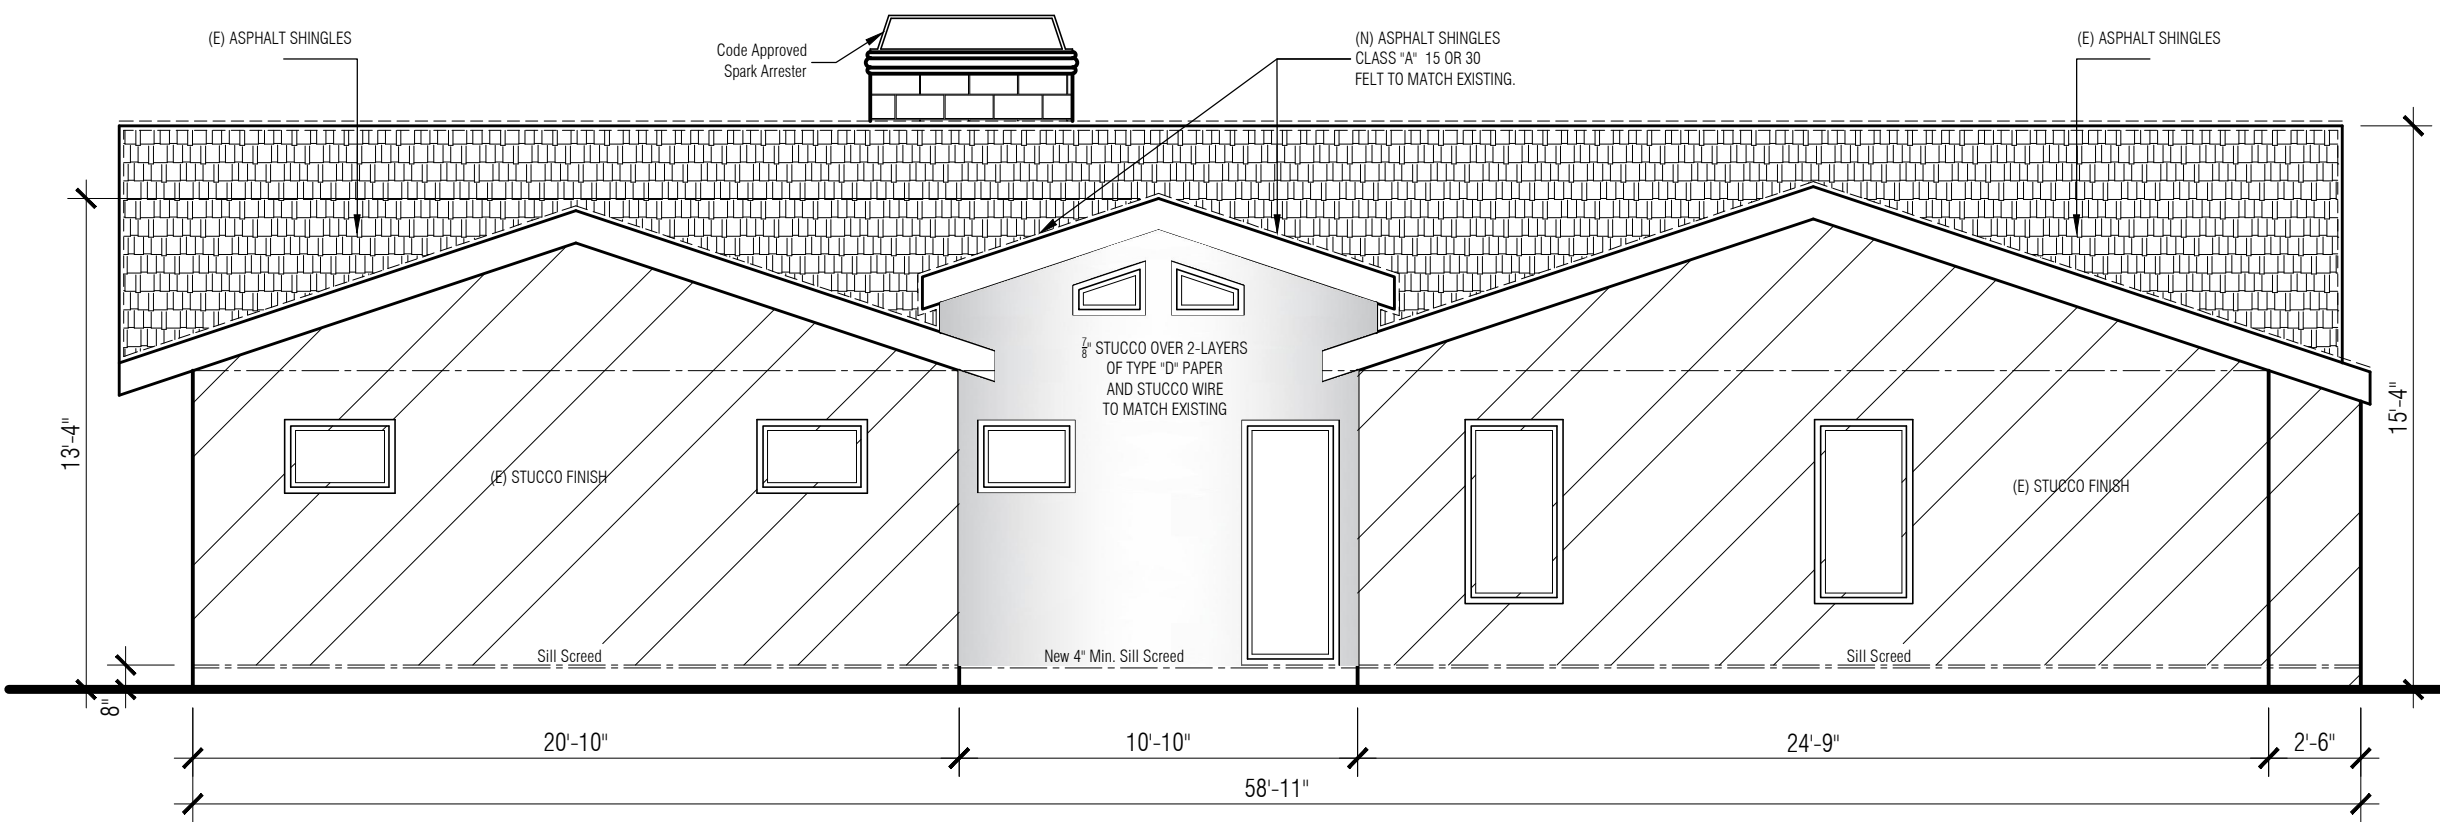 (E) ASPHALT SHINGLES
Code Approved
Spark Arrester
(N) ASPHALT SHINGLES
CLASS "A" 15 OR 30
FELT TO MATCH EXISTING.
(E) ASPHALT SHINGLES
13'-4"
15'-4"
⅞" STUCCO OVER 2-LAYERS
OF TYPE "D" PAPER
AND STUCCO WIRE
TO MATCH EXISTING
(E) STUCCO FINISH
(E) STUCCO FINISH
Sill Screed
New 4" Min. Sill Screed
Sill Screed
8"
20'-10"
10'-10"
24'-9"
2'-6"
58'-11"